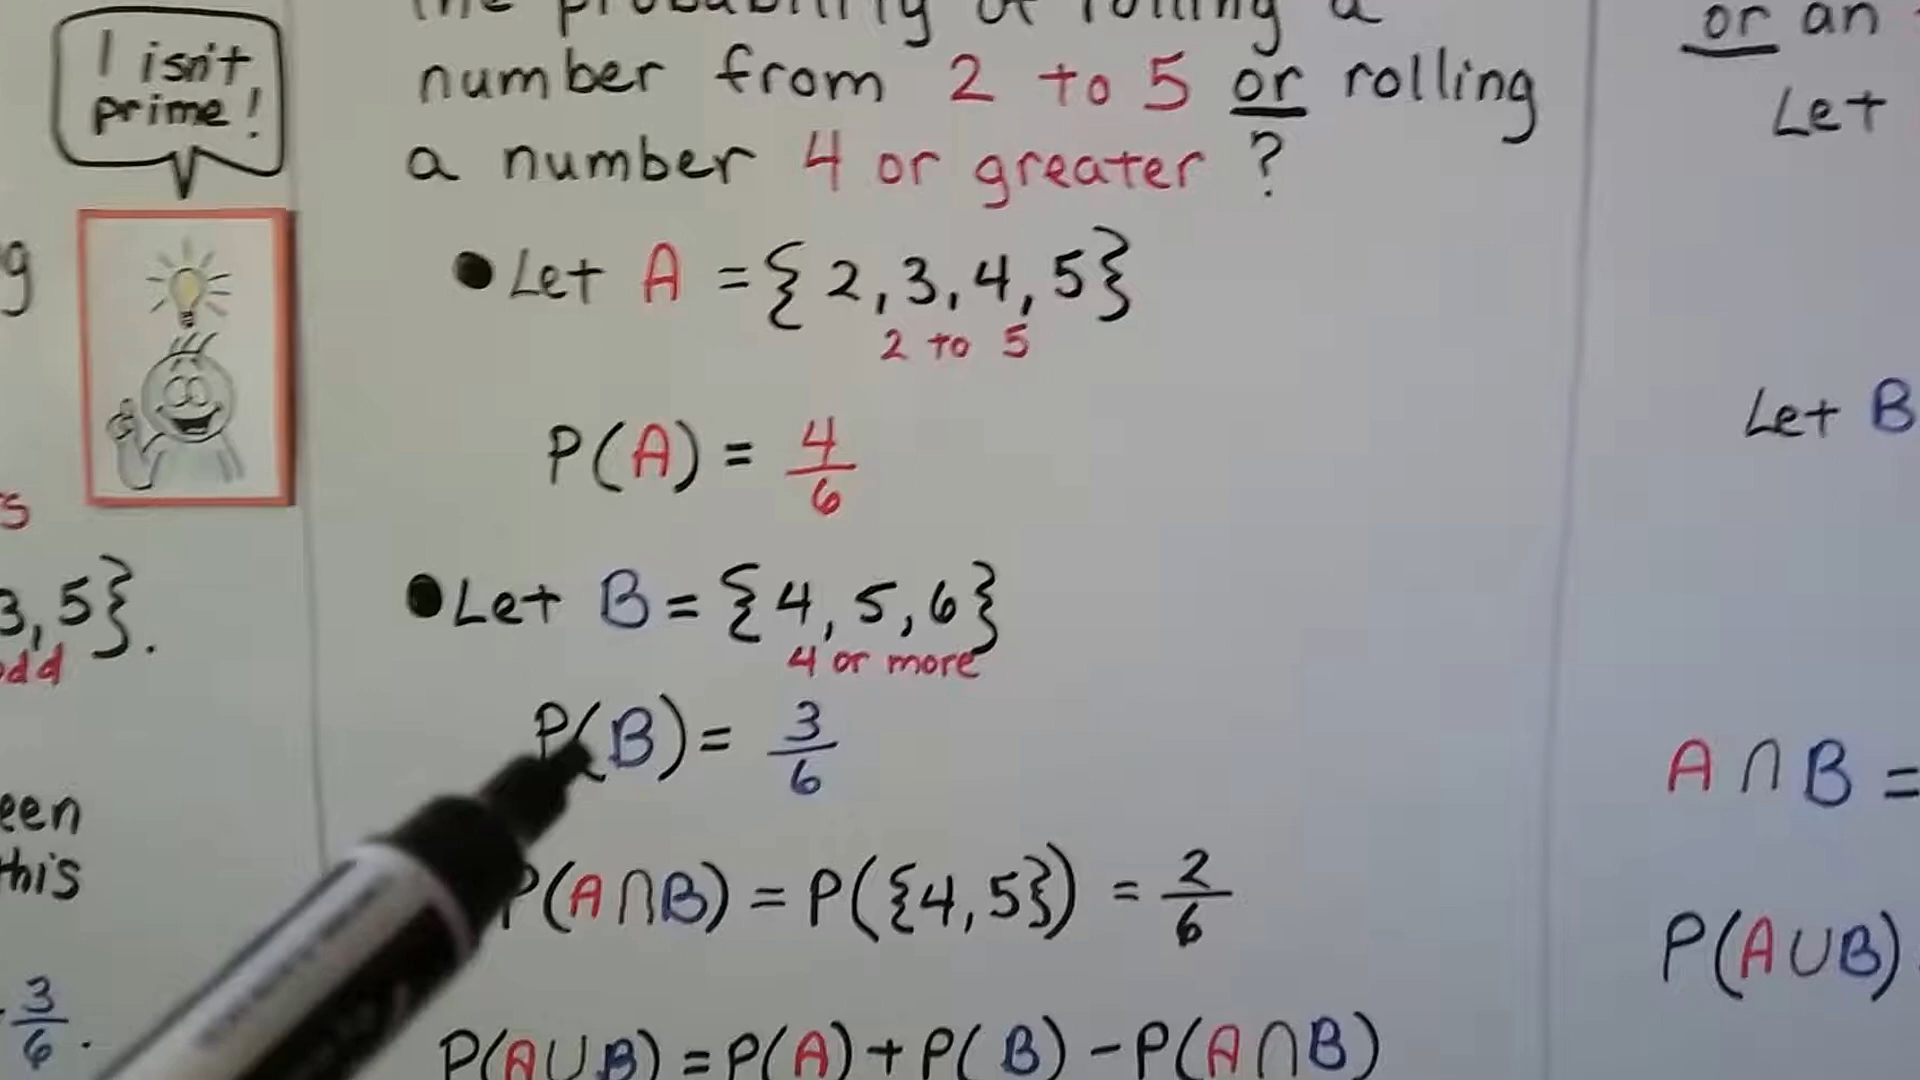 I isn't
prime!
the probability of rolling a
number from 2 to 5 or rolling
a number 4 or greater ?
● Let A = {2, 3, 4, 5}
2 to 5
P(A) = 4/6
● Let B = {4, 5, 6}
4 or more
P(B) = 3/6
P(A∩B) = P({4,5}) = 2/6
P(A∪B) = P(A) + P(B) - P(A∩B)
g
s
3, 5}.
odd
een
this
3/6.
or an
Let
Let B
A ∩ B =
P(A∪B)